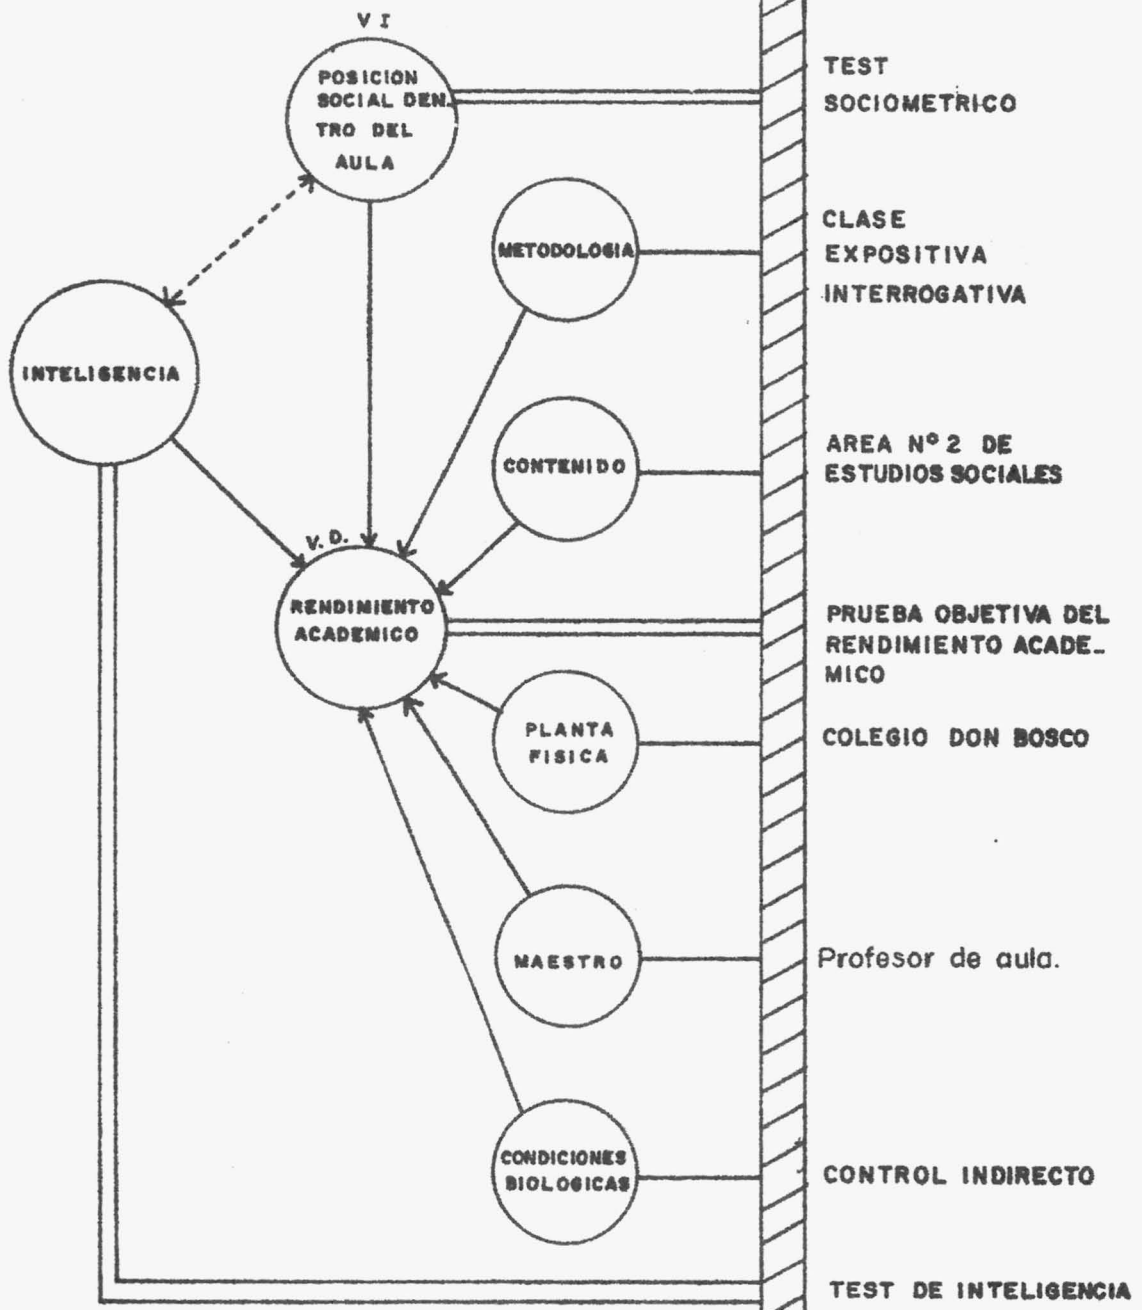 V I
POSICION
SOCIAL DEN_
TRO DEL
AULA
TEST
SOCIOMETRICO
METODOLOGIA
CLASE
EXPOSITIVA
INTERROGATIVA
INTELIGENCIA
CONTENIDO
AREA Nº 2 DE
ESTUDIOS SOCIALES
V. D.
RENDIMIENTO
ACADEMICO
PRUEBA OBJETIVA DEL
RENDIMIENTO ACADE_
MICO
PLANTA
FISICA
COLEGIO DON BOSCO
MAESTRO
Profesor de aula.
CONDICIONES
BIOLOGICAS
CONTROL INDIRECTO
TEST DE INTELIGENCIA